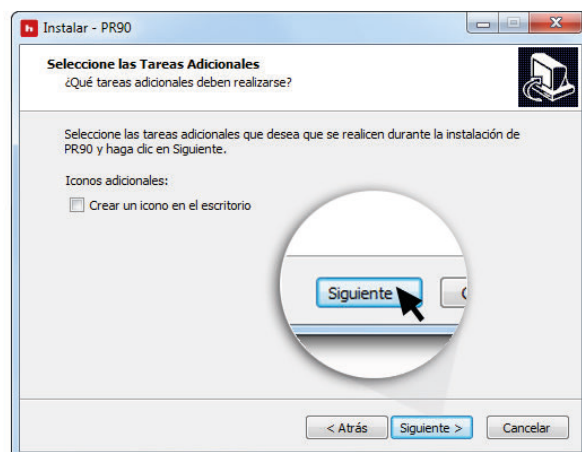 Instalar - PR90
Seleccione las Tareas Adicionales
¿Qué tareas adicionales deben realizarse?
Seleccione las tareas adicionales que desea que se realicen durante la instalación de
PR90 y haga clic en Siguiente.
Iconos adicionales:
Crear un icono en el escritorio
Siguiente
C
< Atrás
Siguiente >
Cancelar